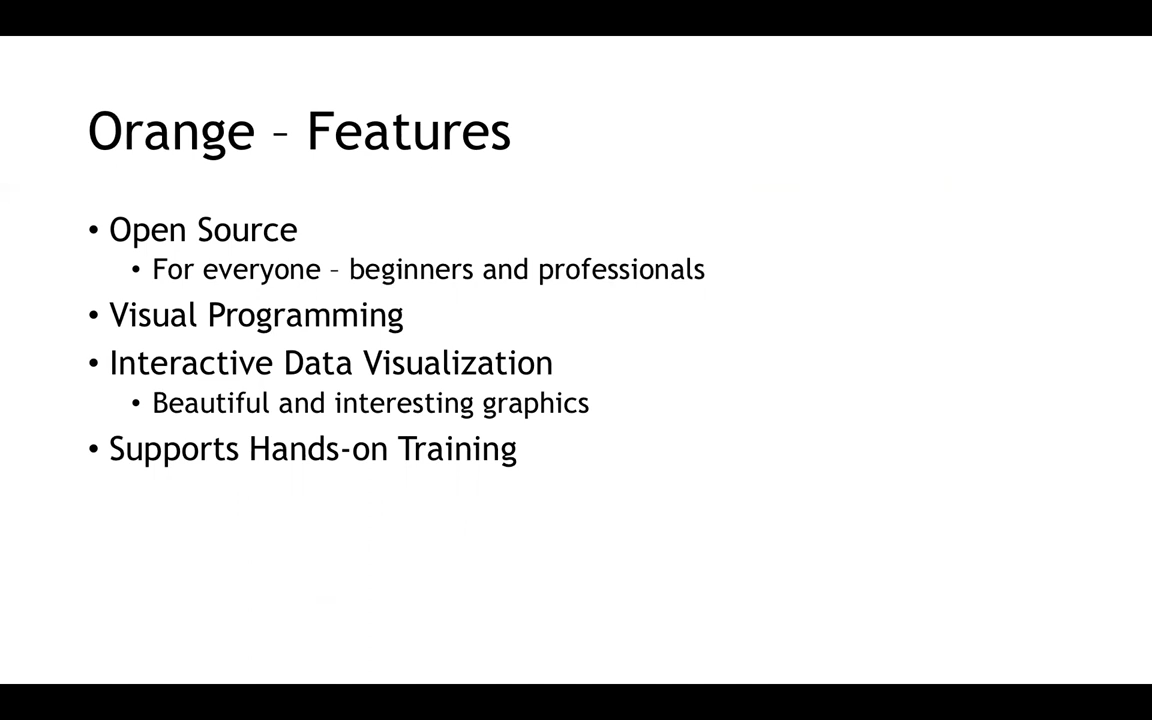 Orange – Features
• Open Source
• For everyone – beginners and professionals
• Visual Programming
• Interactive Data Visualization
• Beautiful and interesting graphics
• Supports Hands-on Training